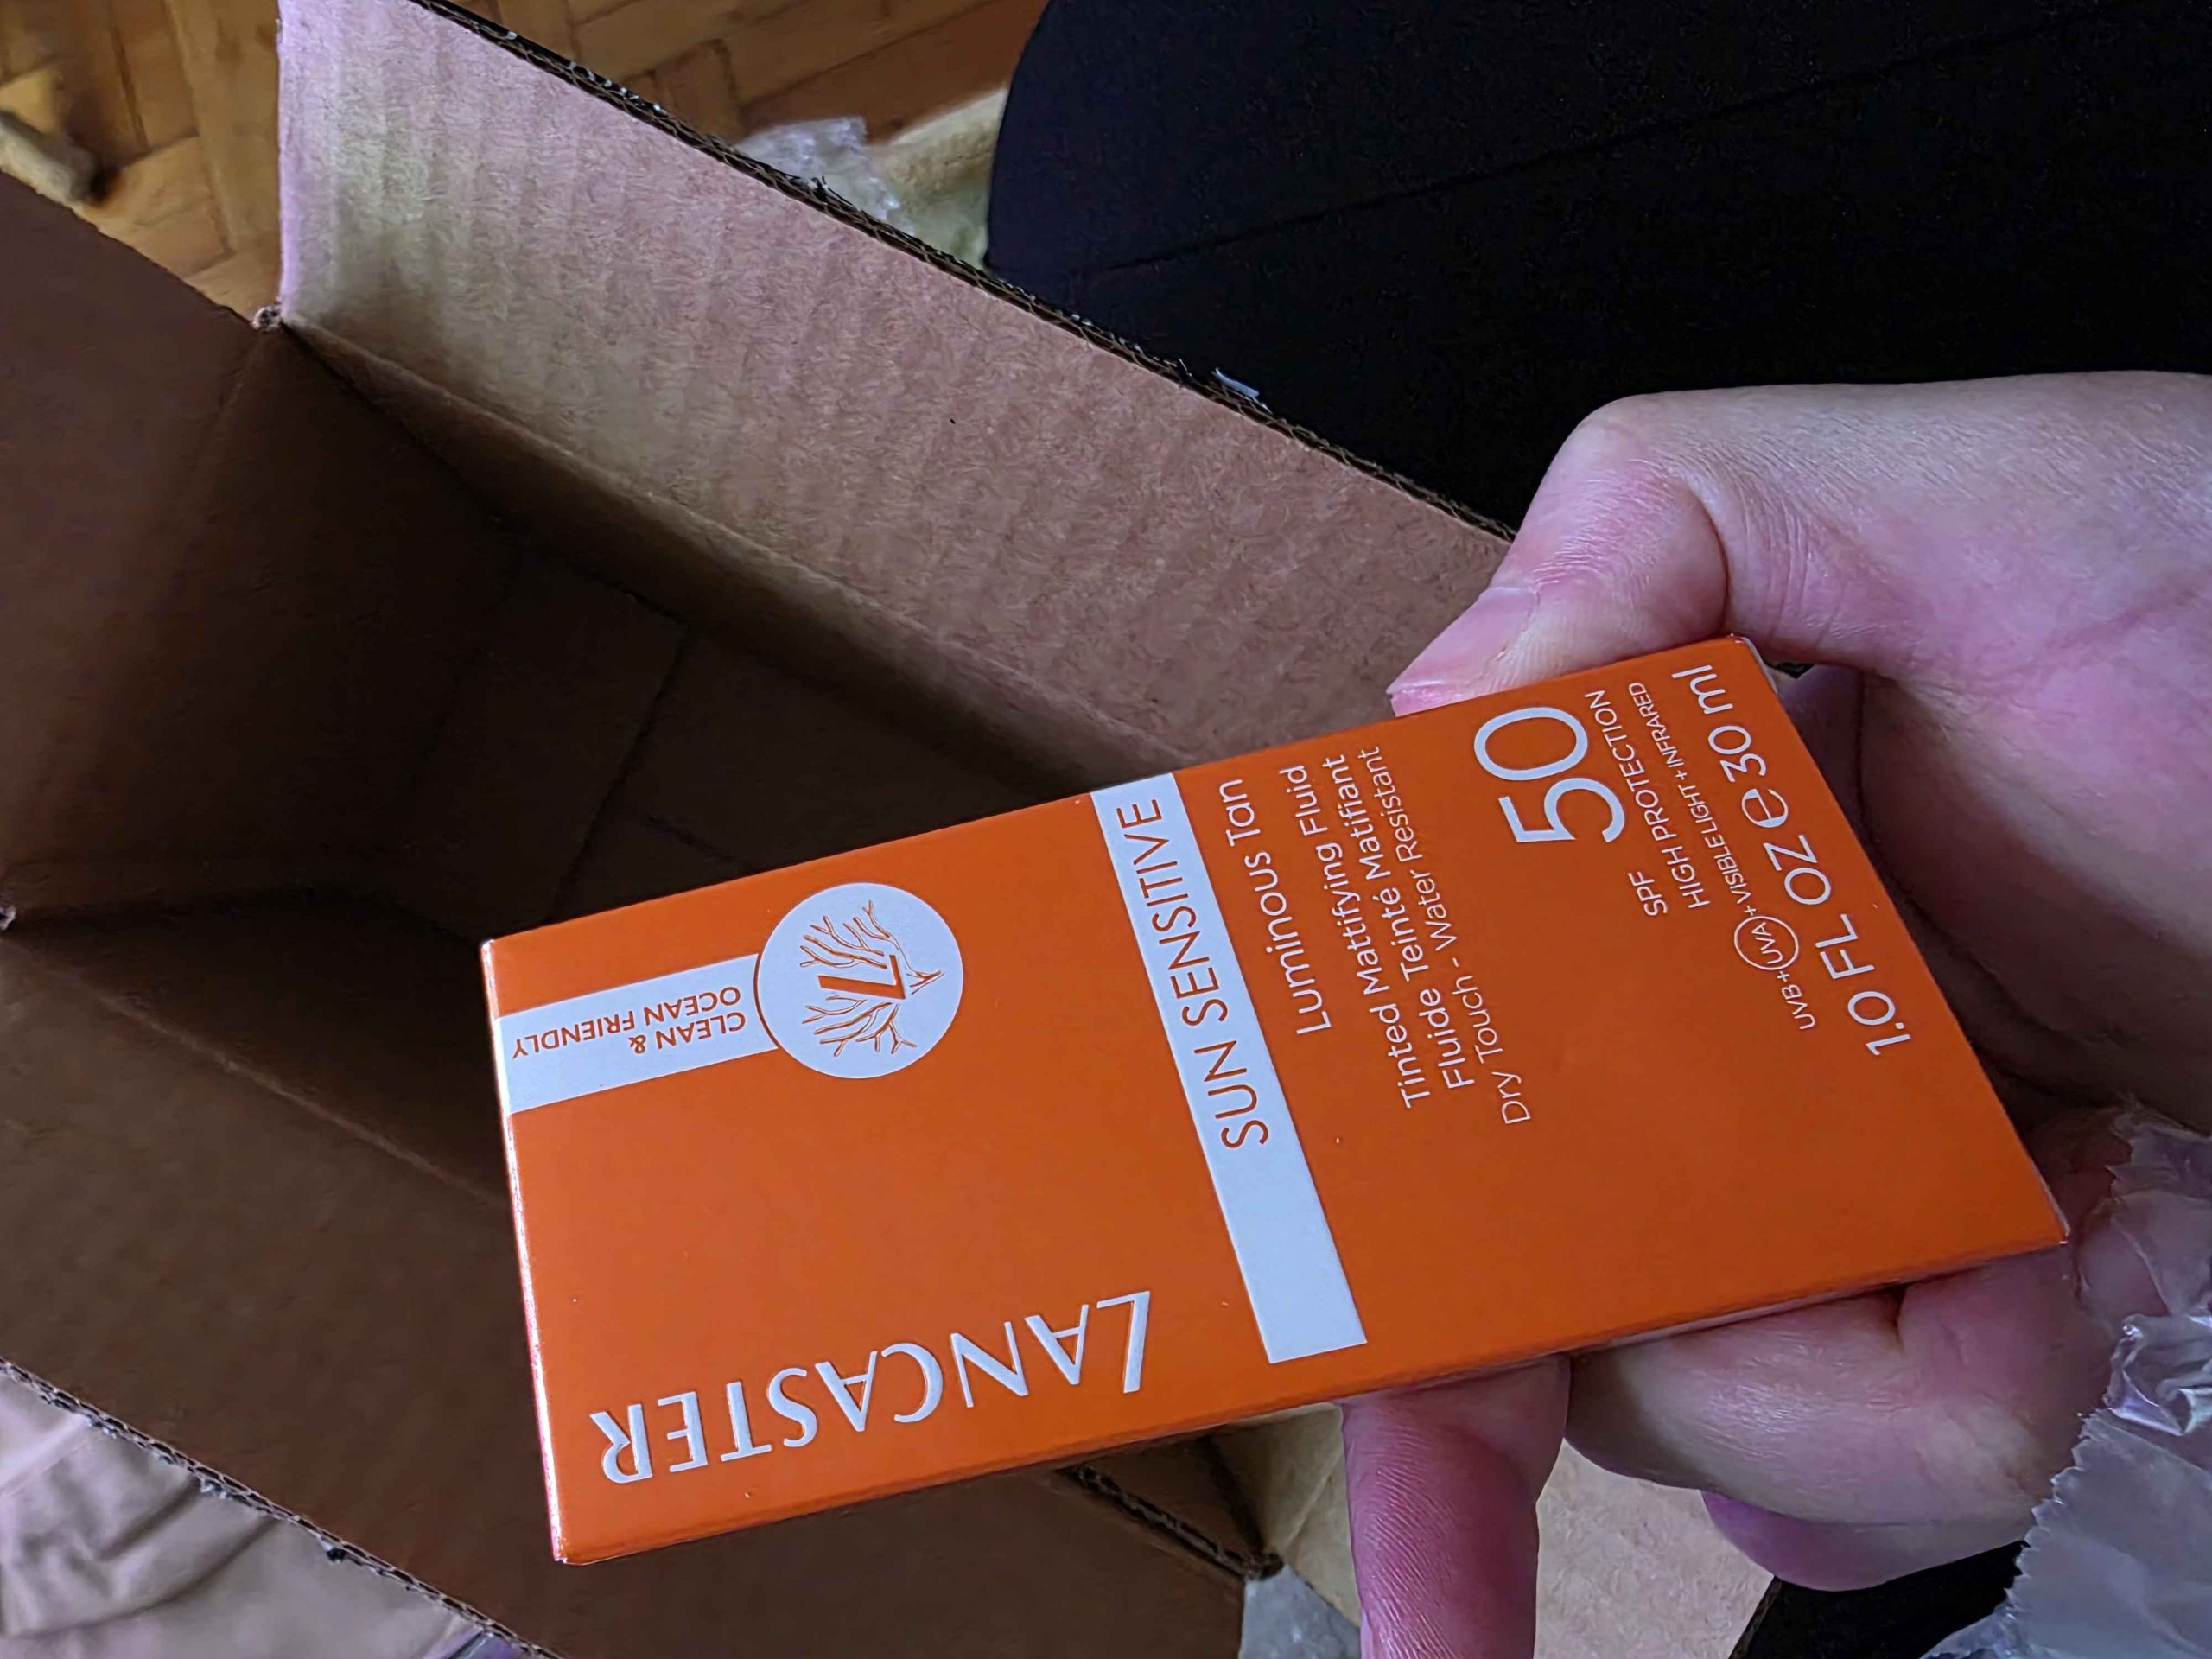 LANCASTER
CLEAN &
OCEAN FRIENDLY
SUN SENSITIVE
Luminous Tan
Tinted Mattifying Fluid
Fluide Teinté Matifiant
Dry Touch - Water Resistant
50
SPF
HIGH PROTECTION
UVB+UVA+VISIBLE LIGHT+INFRARED
1.0 FL OZ e 30 ml